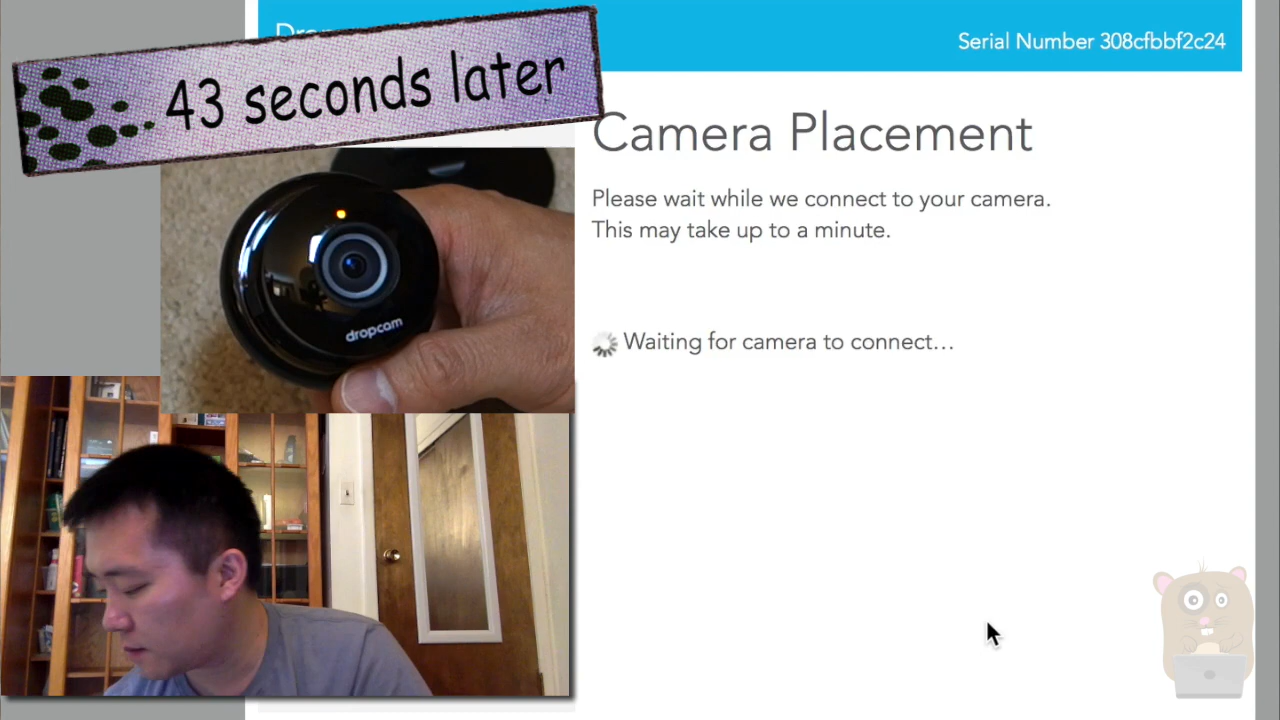 ...43 seconds later
Serial Number 308cfbbf2c24
Camera Placement
Please wait while we connect to your camera.
This may take up to a minute.
Waiting for camera to connect…
dropcam